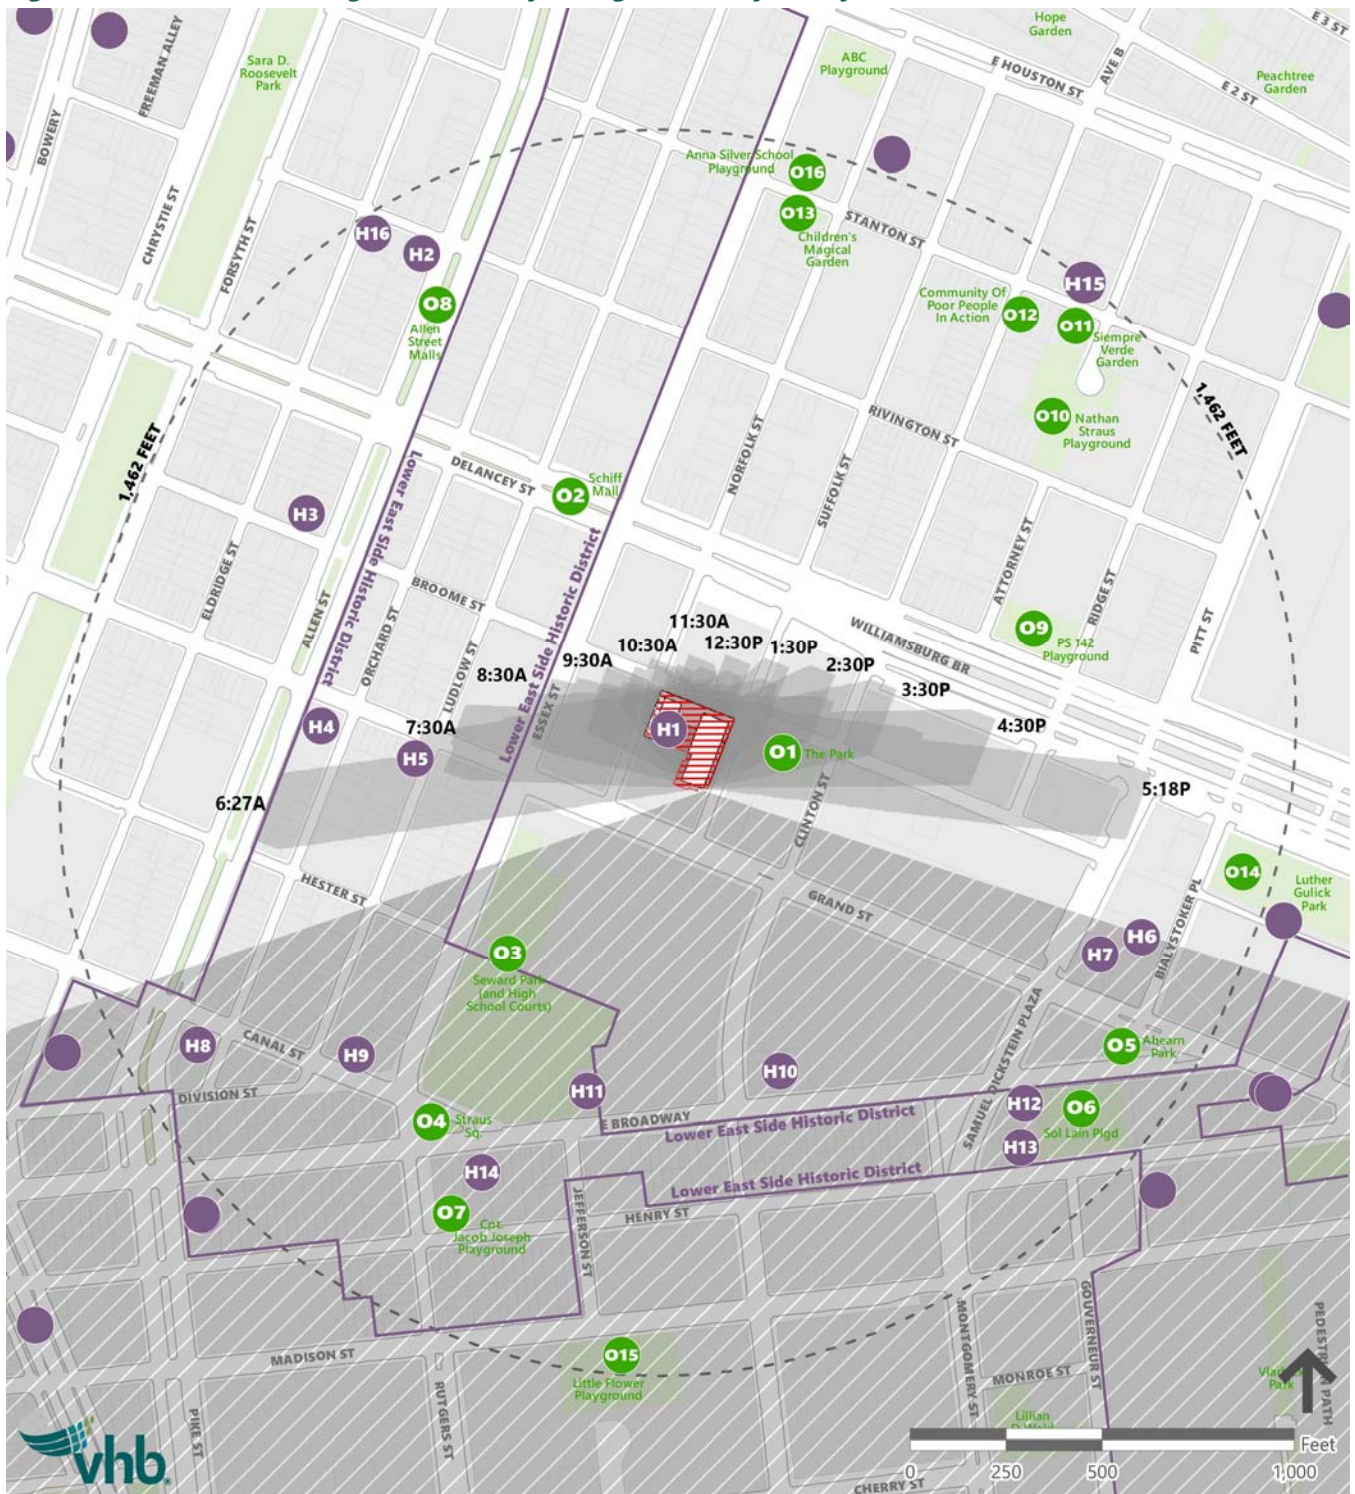 Hope
Garden
E 3 ST
FREEMAN ALLEY
Sara D.
Roosevelt
Park
ABC
Playground
E HOUSTON ST
AVE B
E 2 ST
Peachtree
Garden
BOWERY
Anna Silver School
Playground
O16
O13
STANTON ST
CHRYSTIE ST
FORSYTH ST
H16
H2
Children's
Magical
Garden
H15
O8
Allen
Street
Malls
Community Of
Poor People
In Action
O12
O11
Siempre
Verde
Garden
1,462 FEET
1,462 FEET
O10
Nathan
Straus
Playground
RIVINGTON ST
NORFOLK ST
SUFFOLK ST
DELANCEY ST
Schiff
Mall
O2
H3
Lower East Side Historic District
Lower East Side Historic District
ELDRIDGE ST
ALLEN ST
ORCHARD ST
BROOME ST
LUDLOW ST
ESSEX ST
ATTORNEY ST
RIDGE ST
PITT ST
O9
PS 142
Playground
WILLIAMSBURG BR
6:27A
7:30A
8:30A
9:30A
10:30A
11:30A
12:30P
1:30P
2:30P
3:30P
4:30P
5:18P
H4
H5
H1
O1
The Park
CLINTON ST
HESTER ST
GRAND ST
O14
Luther
Gulick
Park
BIALYSTOKER PL
H6
H7
O3
Seward Park
(and High
School Courts)
SAMUEL DICKSTEIN PLAZA
H8
CANAL ST
H9
H10
O5
Ahearn
Park
DIVISION ST
H11
O4
Straus
Sq.
E BROADWAY
Lower East Side Historic District
H12
O6
Sol Lain Plgd
H13
H14
Lower East Side Historic District
O7
Cpt.
Jacob Joseph
Playground
JEFFERSON ST
HENRY ST
GOUVERNEUR ST
MONTGOMERY ST
MADISON ST
O15
Little Flower
Playground
MONROE ST
Park
PATH
PIKE ST
RUTGERS ST
Lillian
CHERRY ST
vhb
Feet
0 250 500 1,000